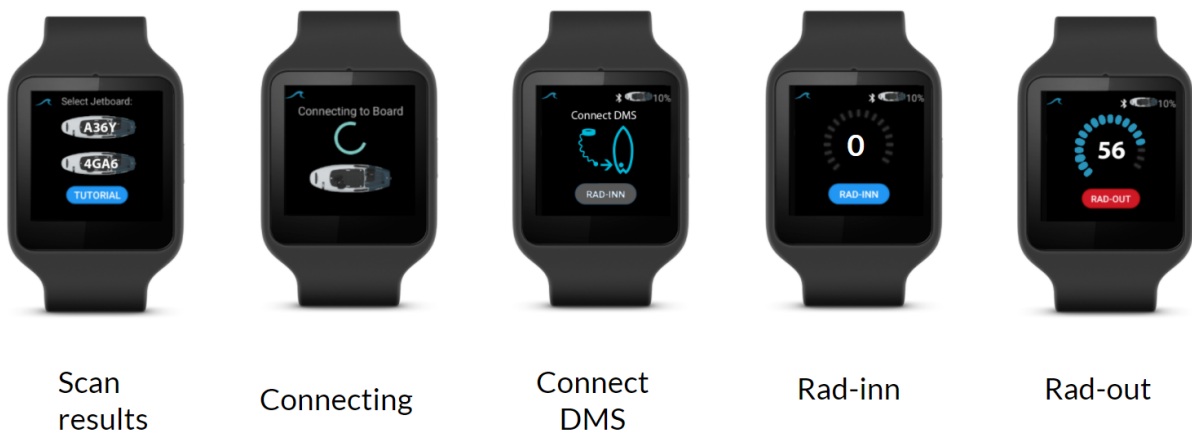 Select Jetboard:
A36Y
4GA6
TUTORIAL
Connecting to Board
10%
Connect DMS
RAD-INN
10%
0
RAD-INN
10%
56
RAD-OUT
Scan
results
Connecting
Connect
DMS
Rad-inn
Rad-out